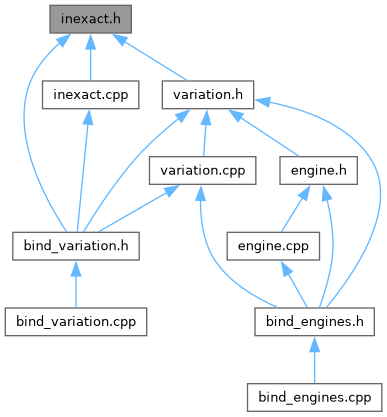 inexact.h
inexact.cpp
variation.h
variation.cpp
engine.h
bind_variation.h
engine.cpp
bind_variation.cpp
bind_engines.h
bind_engines.cpp